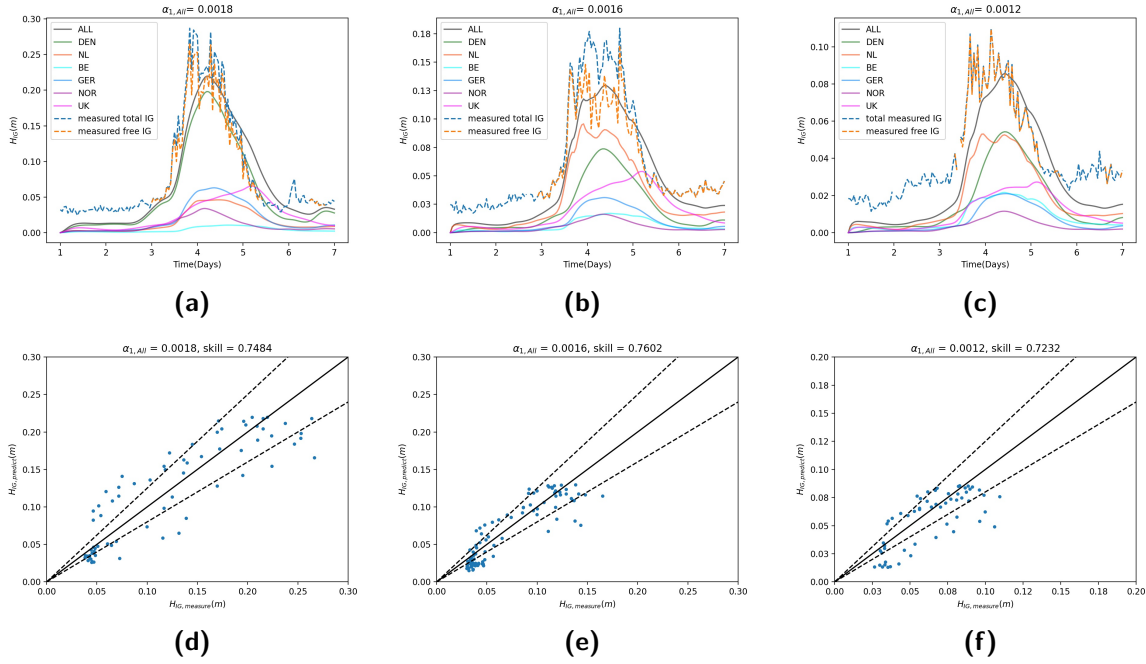 α1,All = 0.0018
H_IG(m)
0.30
0.25
0.20
0.15
0.10
0.05
0.00
ALL
DEN
NL
BE
GER
NOR
UK
measured total IG
measured free IG
1 2 3 4 5 6 7
Time(Days)
(a)
α1,All = 0.0016
H_IG(m)
0.18
0.15
0.13
0.10
0.08
0.05
0.03
0.00
ALL
DEN
NL
BE
GER
NOR
UK
measured total IG
measured free IG
1 2 3 4 5 6 7
Time(Days)
(b)
α1,All = 0.0012
H_IG(m)
0.10
0.08
0.06
0.04
0.02
0.00
ALL
DEN
NL
BE
GER
NOR
UK
total measured IG
measured free IG
1 2 3 4 5 6 7
Time(Days)
(c)
α1,All = 0.0018, skill = 0.7484
H_IG,predict(m)
0.30
0.25
0.20
0.15
0.10
0.05
0.00
0.00 0.05 0.10 0.15 0.20 0.25 0.30
H_IG,measure(m)
(d)
α1,All = 0.0016, skill = 0.7602
H_IG,predict(m)
0.30
0.25
0.20
0.15
0.10
0.05
0.00
0.00 0.05 0.10 0.15 0.20 0.25 0.30
H_IG,measure(m)
(e)
α1,All = 0.0012, skill = 0.7232
H_IG,predict(m)
0.20
0.18
0.15
0.12
0.10
0.08
0.05
0.03
0.00
0.00 0.03 0.05 0.08 0.10 0.12 0.15 0.18 0.20
H_IG,measure(m)
(f)